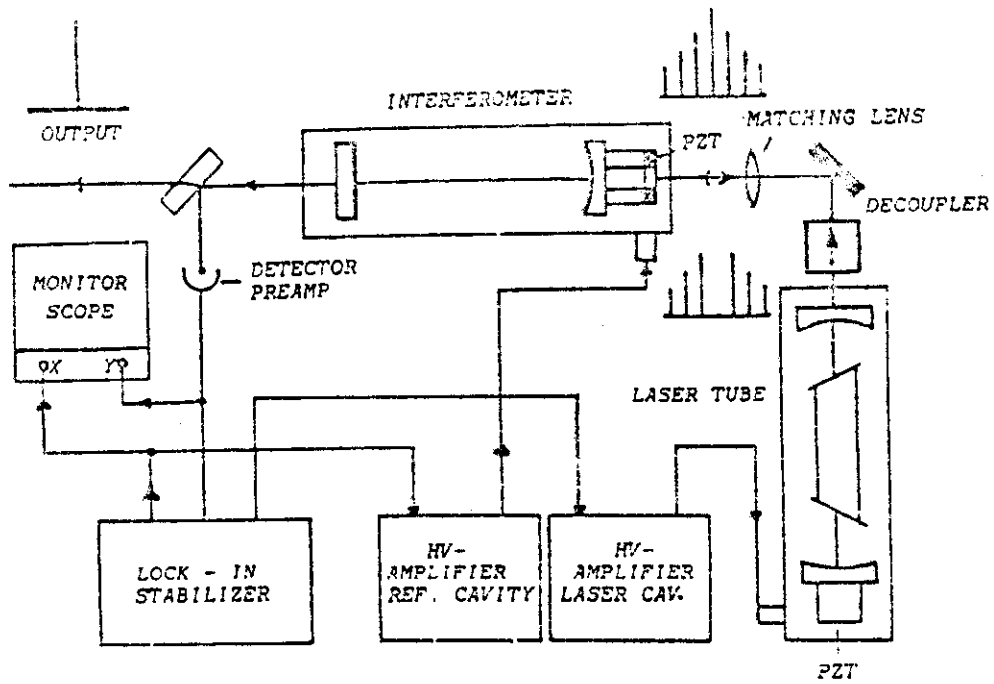 INTERFEROMETER
OUTPUT
PZT
MATCHING LENS
DECOUPLER
DETECTOR
PREAMP
MONITOR
SCOPE
X
Y
LASER TUBE
LOCK - IN
STABILIZER
HV-
AMPLIFIER
REF. CAVITY
HV-
AMPLIFIER
LASER CAV.
PZT